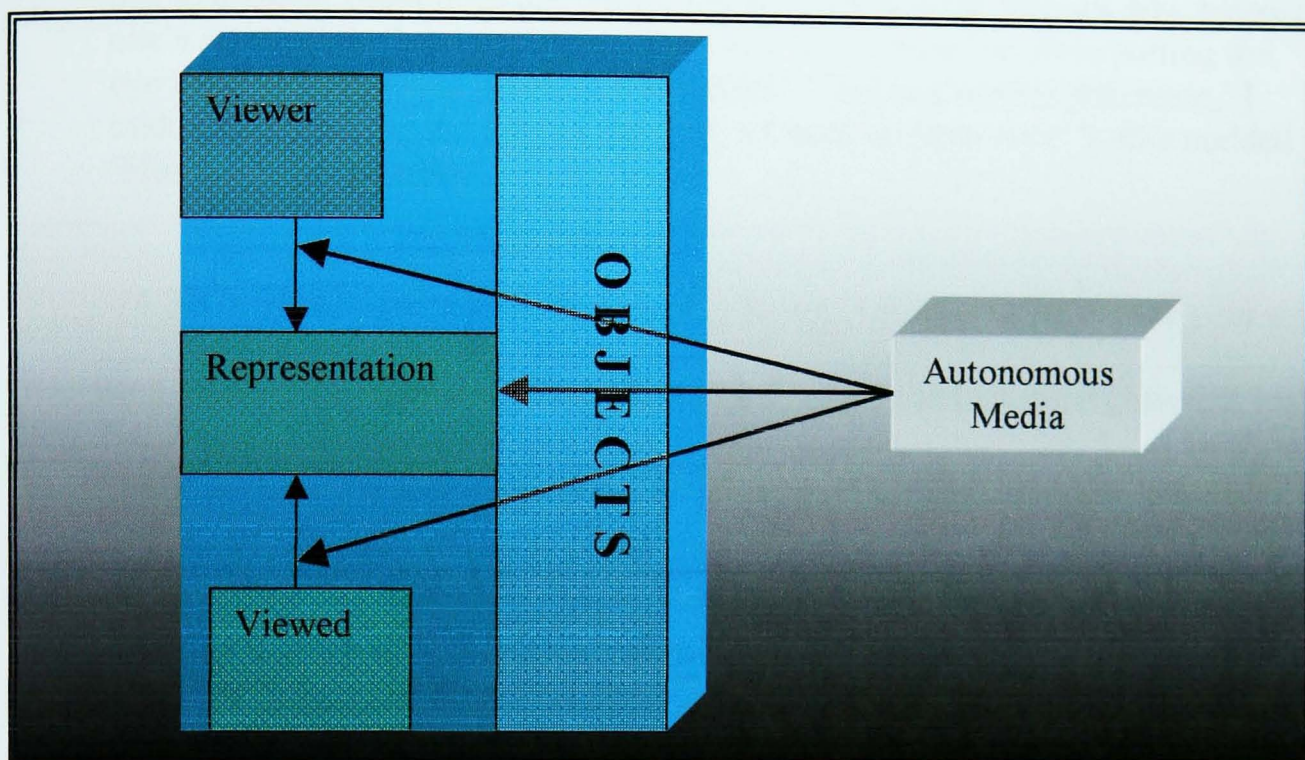 Viewer
OBJECTS
Representation
Autonomous
Media
Viewed